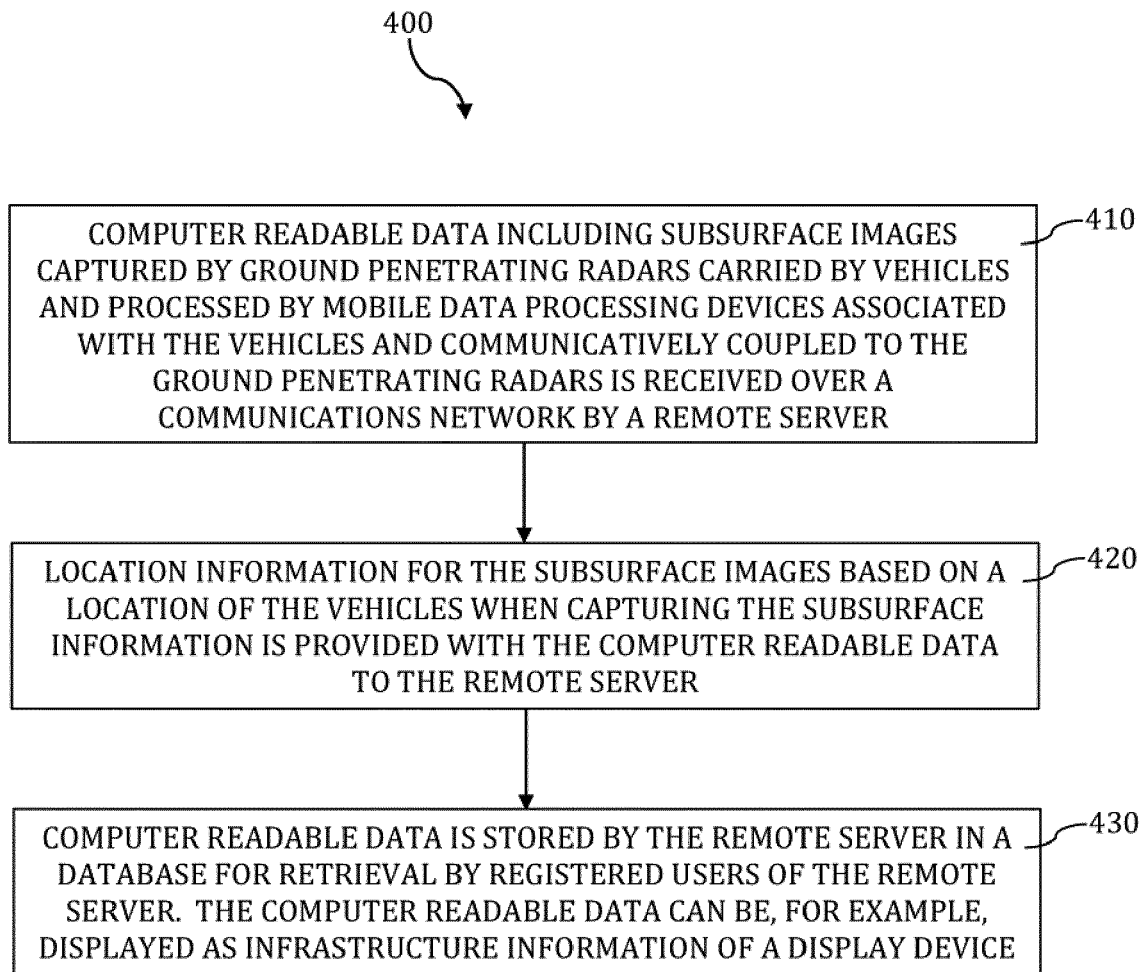 400
COMPUTER READABLE DATA INCLUDING SUBSURFACE IMAGES
CAPTURED BY GROUND PENETRATING RADARS CARRIED BY VEHICLES
AND PROCESSED BY MOBILE DATA PROCESSING DEVICES ASSOCIATED
WITH THE VEHICLES AND COMMUNICATIVELY COUPLED TO THE
GROUND PENETRATING RADARS IS RECEIVED OVER A
COMMUNICATIONS NETWORK BY A REMOTE SERVER
410
LOCATION INFORMATION FOR THE SUBSURFACE IMAGES BASED ON A
LOCATION OF THE VEHICLES WHEN CAPTURING THE SUBSURFACE
INFORMATION IS PROVIDED WITH THE COMPUTER READABLE DATA
TO THE REMOTE SERVER
420
COMPUTER READABLE DATA IS STORED BY THE REMOTE SERVER IN A
DATABASE FOR RETRIEVAL BY REGISTERED USERS OF THE REMOTE
SERVER. THE COMPUTER READABLE DATA CAN BE, FOR EXAMPLE,
DISPLAYED AS INFRASTRUCTURE INFORMATION OF A DISPLAY DEVICE
430